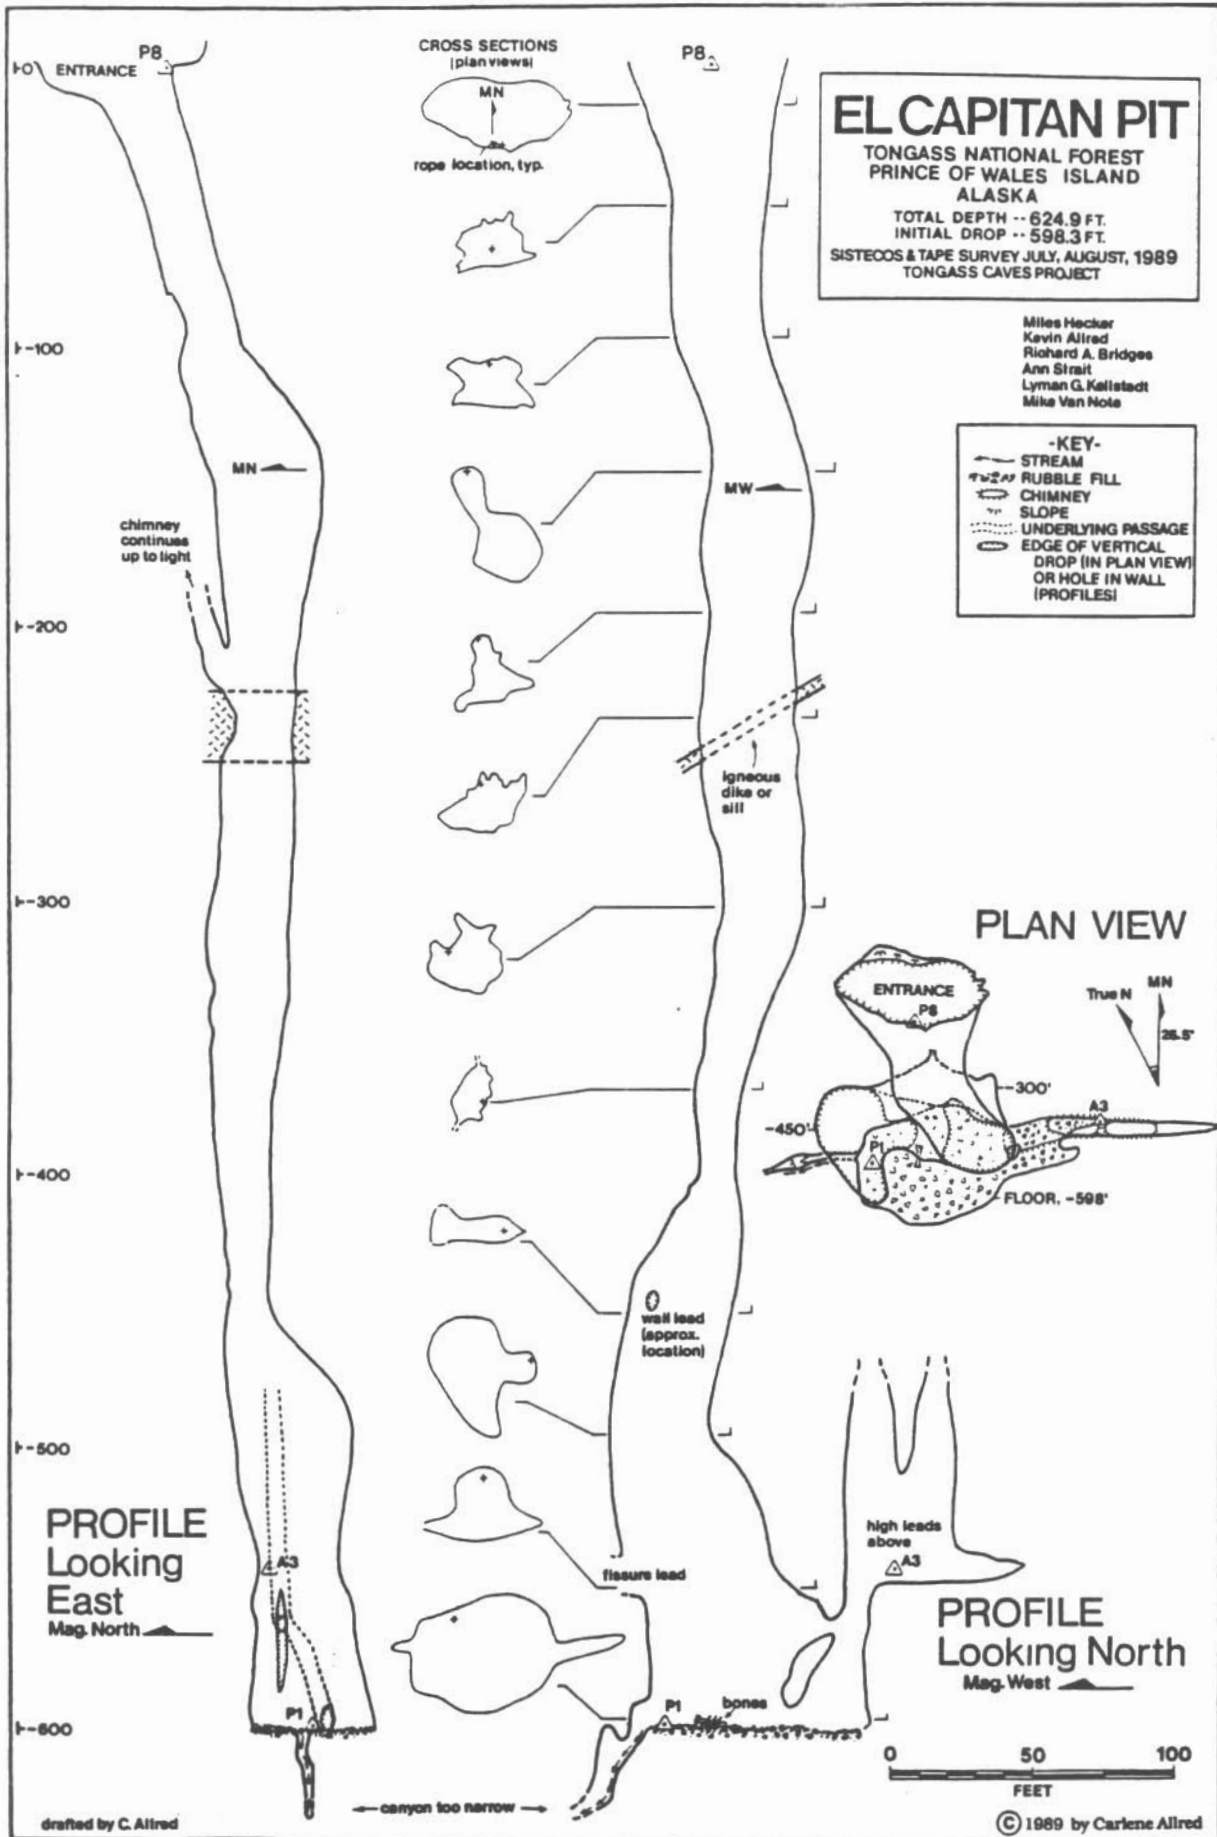 CROSS SECTIONS
(plan views)
MN
rope location, typ.
P8
ENTRANCE
P8
0
-100
-200
-300
-400
-500
-600
EL CAPITAN PIT
TONGASS NATIONAL FOREST
PRINCE OF WALES ISLAND
ALASKA
TOTAL DEPTH -- 624.9 FT.
INITIAL DROP -- 598.3 FT.
SISTECOS & TAPE SURVEY JULY, AUGUST, 1989
TONGASS CAVES PROJECT
Miles Hecker
Kevin Allred
Richard A. Bridges
Ann Strait
Lyman G. Kellstadt
Mike Van Note
-KEY-
STREAM
RUBBLE FILL
CHIMNEY
SLOPE
UNDERLYING PASSAGE
EDGE OF VERTICAL
DROP (IN PLAN VIEW)
OR HOLE IN WALL
(PROFILES)
MN
MW
chimney
continues
up to light
igneous
dike or
sill
PLAN VIEW
ENTRANCE
P8
True N
MN
26.5°
-300'
A3
-450'
P1
FLOOR, -598'
wall lead
(approx.
location)
high leads
above
A3
fissure lead
PROFILE
Looking
East
Mag. North
A3
P1
PROFILE
Looking North
Mag. West
P1
bones
0
50
100
FEET
canyon too narrow
drafted by C. Allred
© 1989 by Carlene Allred